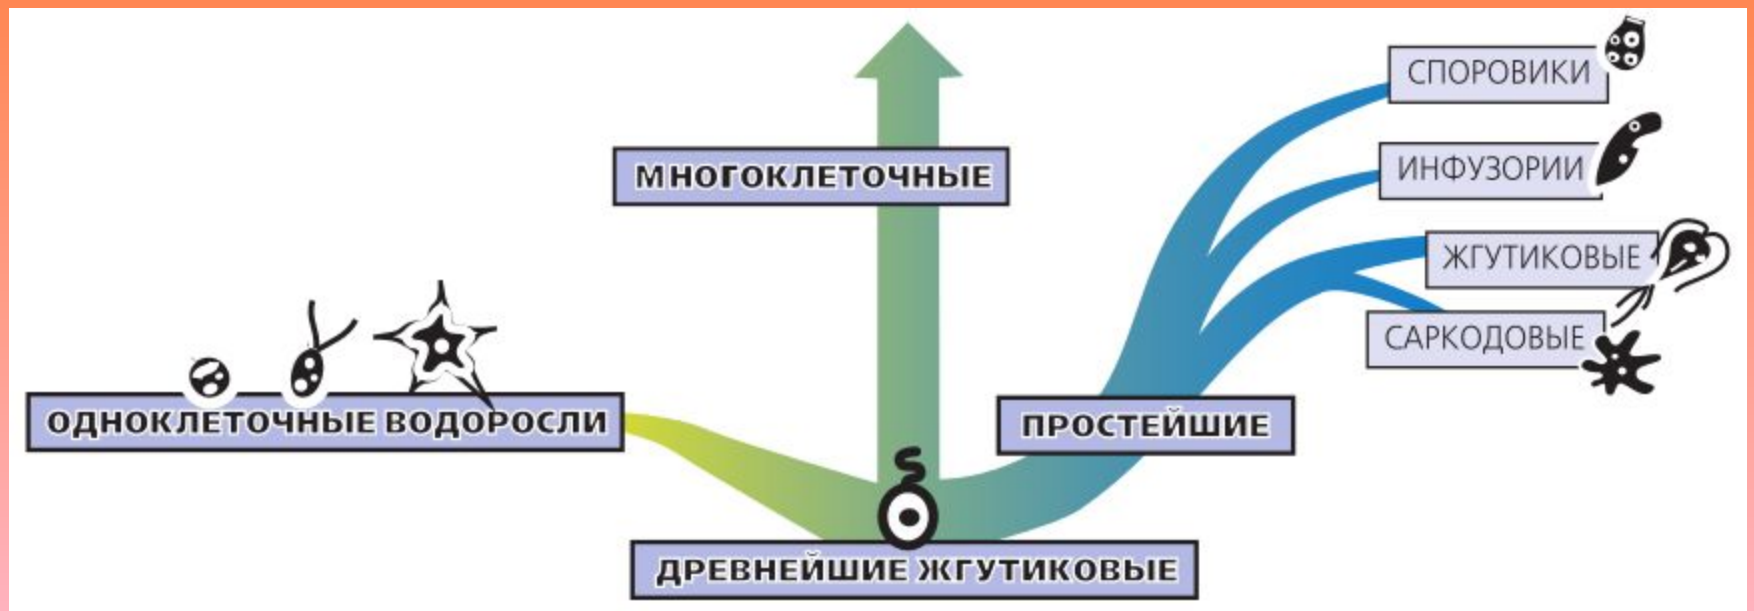 СПОРОВИКИ
МНОГОКЛЕТОЧНЫЕ
ИНФУЗОРИИ
ЖГУТИКОВЫЕ
САРКОДОВЫЕ
ОДНОКЛЕТОЧНЫЕ ВОДОРОСЛИ
ПРОСТЕЙШИЕ
ДРЕВНЕЙШИЕ ЖГУТИКОВЫЕ